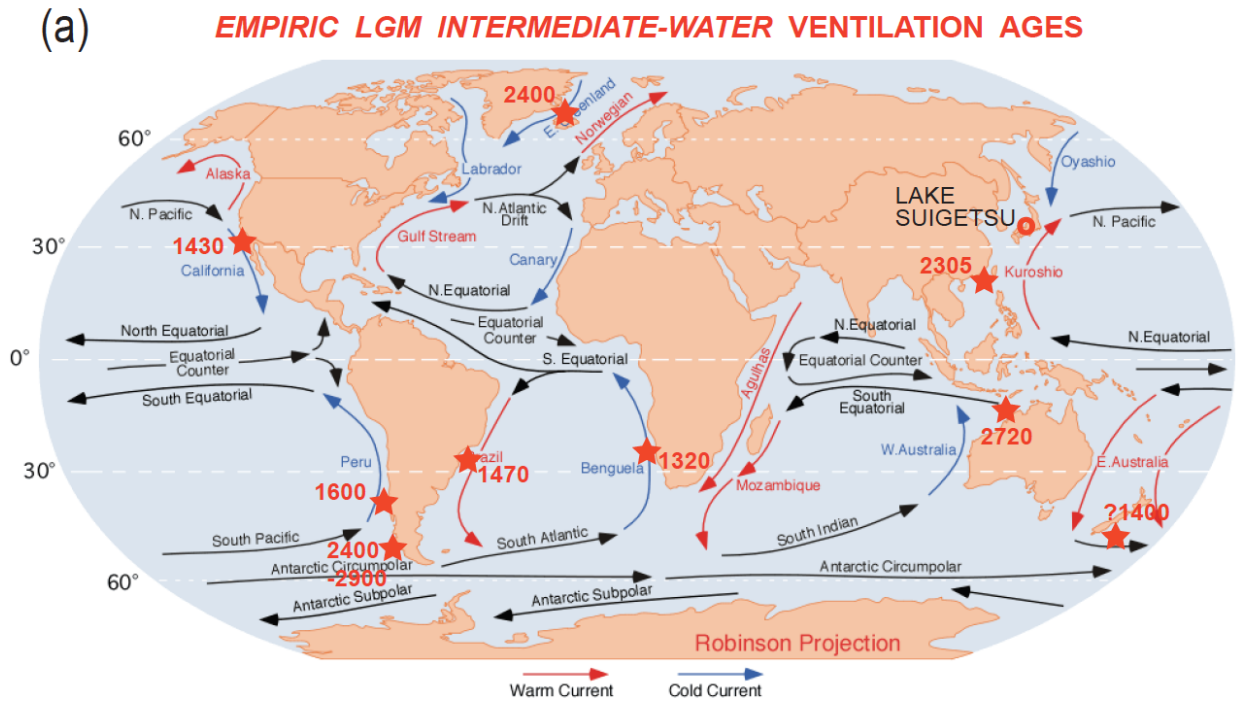 (a)
EMPIRIC LGM INTERMEDIATE-WATER VENTILATION AGES
2400
E. Greenland
Norwegian
60°
Alaska
Labrador
Oyashio
LAKE
SUIGETSU
N. Pacific
N.Atlantic
Drift
N. Pacific
1430
Gulf Stream
30°
California
Canary
2305
Kuroshio
N.Equatorial
North Equatorial
Equatorial
Counter
N.Equatorial
N.Equatorial
0°
Equatorial
Counter
S. Equatorial
Agulhas
Equatorial Counter
South Equatorial
South
Equatorial
2720
Peru
azil
1470
Benguela
1320
W.Australia
E.Australia
30°
1600
Mozambique
?1400
South Pacific
South Atlantic
South Indian
2400
-2900
Antarctic Circumpolar
Antarctic Circumpolar
60°
Antarctic Subpolar
Antarctic Subpolar
Robinson Projection
Warm Current
Cold Current